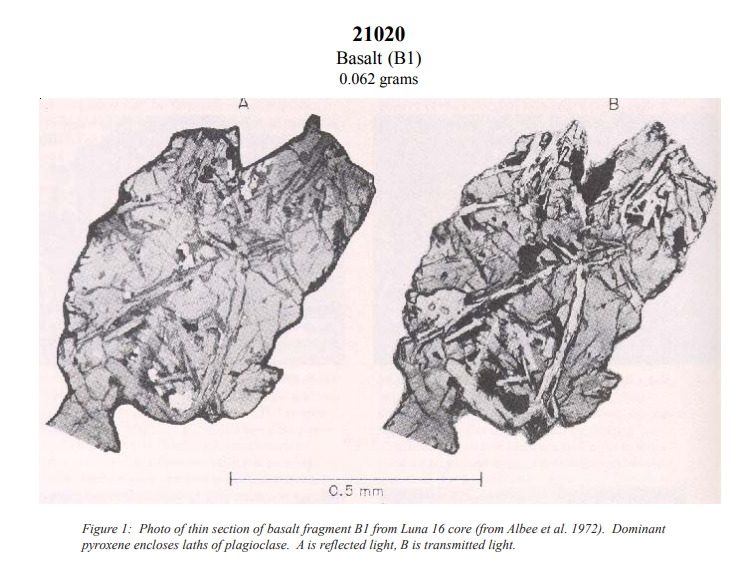 21020
Basalt (B1)
0.062 grams
A
B
0.5 mm
Figure 1: Photo of thin section of basalt fragment B1 from Luna 16 core (from Albee et al. 1972). Dominant
pyroxene encloses laths of plagioclase. A is reflected light, B is transmitted light.